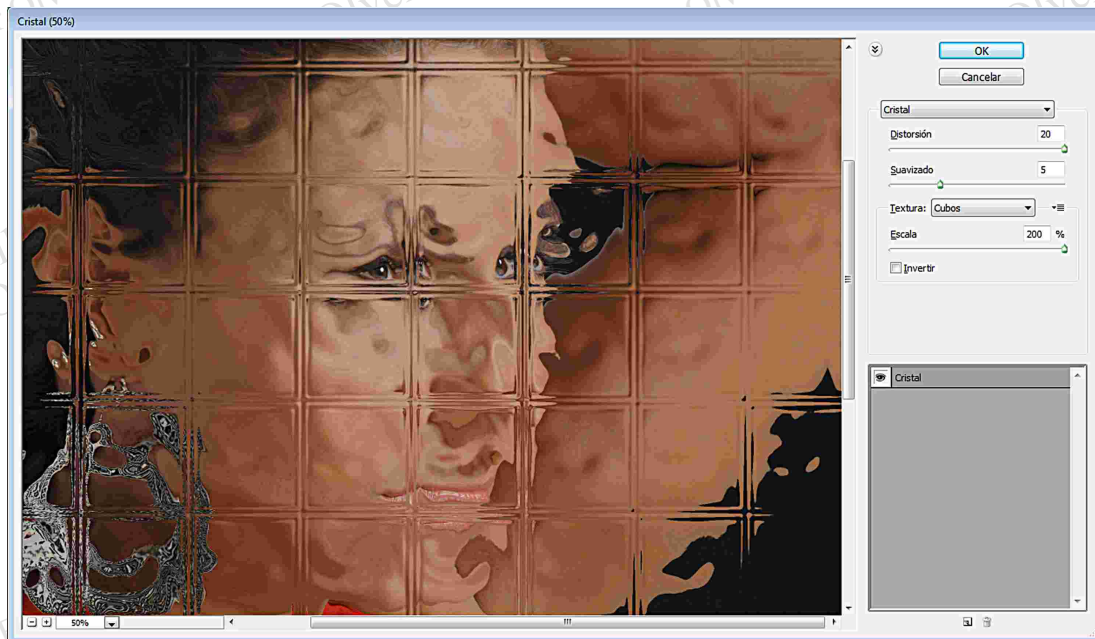 Cristal (50%)
OK
Cancelar
Cristal
Distorsión 20
Suavizado 5
Textura: Cubos
Escala 200 %
Invertir
Cristal
50%